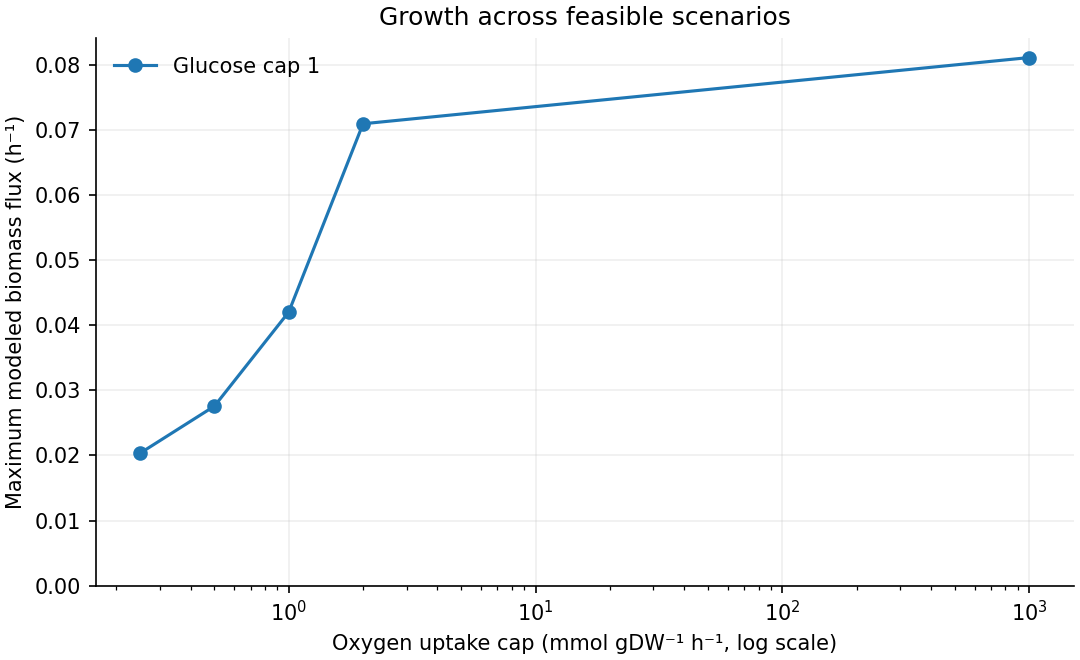 Growth across feasible scenarios
Glucose cap 1
Maximum modeled biomass flux (h⁻¹)
0.08
0.07
0.06
0.05
0.04
0.03
0.02
0.01
0.00
10⁰ 10¹ 10² 10³
Oxygen uptake cap (mmol gDW⁻¹ h⁻¹, log scale)